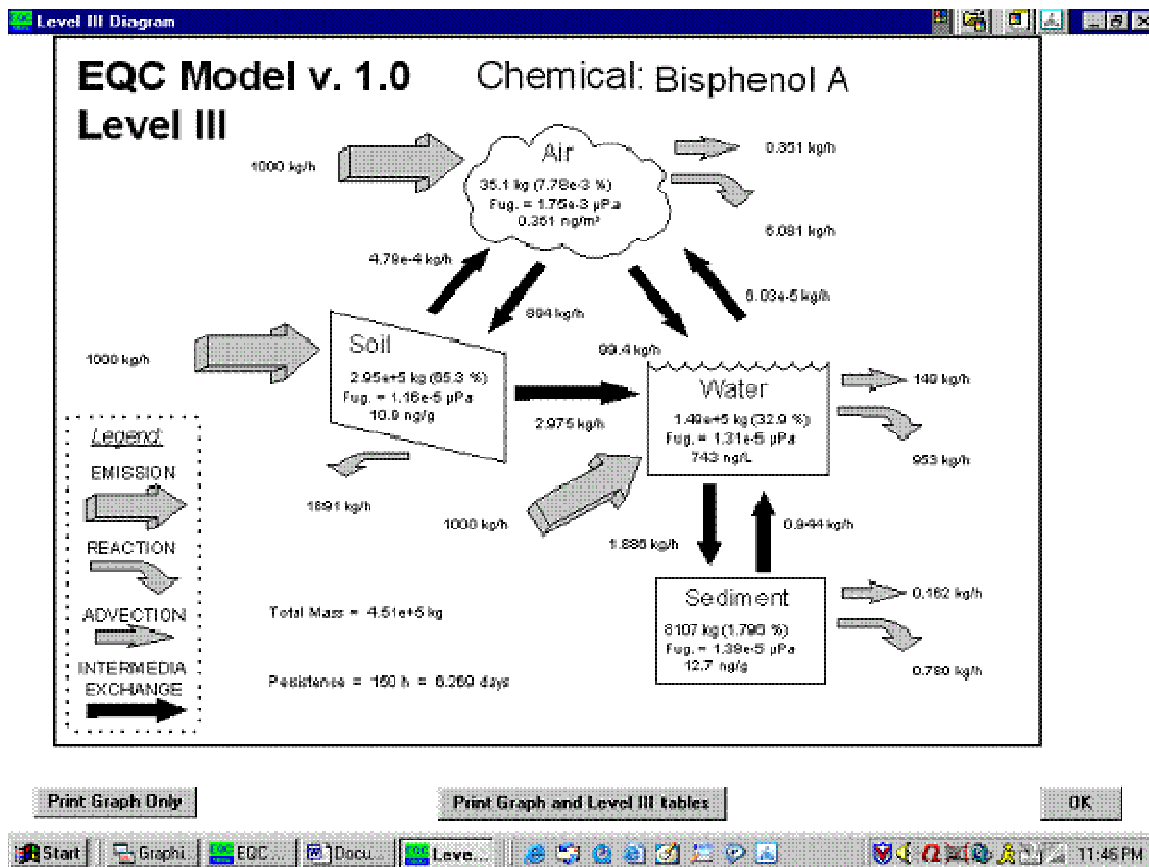 Level III Diagram
EQC Model v. 1.0
Level III
Chemical: Bisphenol A
1000 kg/h
Air
35.1 kg (7.78e-3 %)
Fug. = 1.75e-3 µPa
0.351 ng/m³
0.351 kg/h
6.081 kg/h
4.79e-4 kg/h
894 kg/h
99.4 kg/h
6.03e-5 kg/h
1000 kg/h
Soil
2.95e+5 kg (65.3 %)
Fug. = 1.16e-5 µPa
10.9 ng/g
2.975 kg/h
1891 kg/h
1000 kg/h
Water
1.49e+5 kg (32.9 %)
Fug. = 1.31e-5 µPa
743 ng/L
149 kg/h
953 kg/h
1.886 kg/h
0.944 kg/h
Sediment
8107 kg (1.796 %)
Fug. = 1.39e-5 µPa
12.7 ng/g
0.162 kg/h
0.780 kg/h
Legend:
EMISSION
REACTION
ADVECTION
INTERMEDIA
EXCHANGE
Total Mass = 4.51e+5 kg
Pesistence = 150 h = 6.269 days
Print Graph Only
Print Graph and Level III tables
OK
Start
Graphi...
EQC...
Docu...
Leve...
11:46 PM